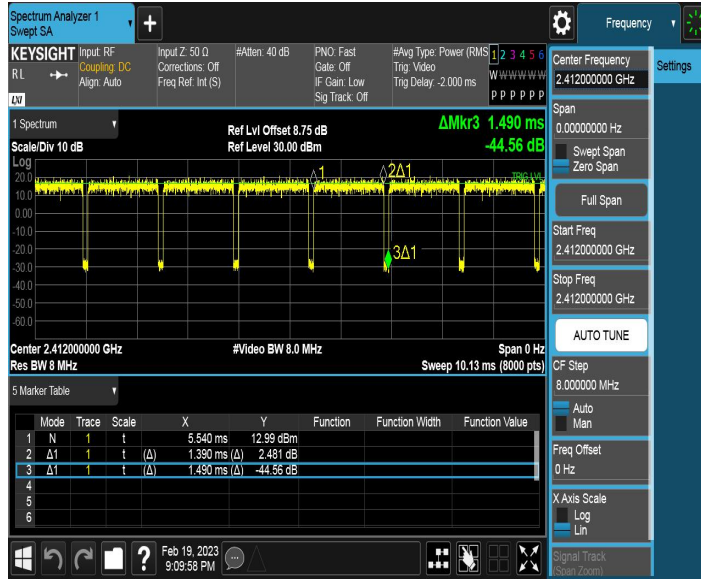 Spectrum Analyzer 1
Swept SA
Frequency
KEYSIGHT
RL
LXI
Input: RF
Coupling: DC
Align: Auto
Input Z: 50 Ω
Corrections: Off
Freq Ref: Int (S)
#Atten: 40 dB
PNO: Fast
Gate: Off
IF Gain: Low
Sig Track: Off
#Avg Type: Power (RMS
Trig: Video
Trig Delay: -2.000 ms
1 2 3 4 5 6
W W W W W W
P P P P P P
1 Spectrum
Scale/Div 10 dB
Ref Lvl Offset 8.75 dB
Ref Level 30.00 dBm
ΔMkr3 1.490 ms
-44.56 dB
Log
20.0
10.0
0.00
-10.0
-20.0
-30.0
-40.0
-50.0
-60.0
1
2Δ1
TRIG LVL
3Δ1
Center 2.412000000 GHz
Res BW 8 MHz
#Video BW 8.0 MHz
Span 0 Hz
Sweep 10.13 ms (8000 pts)
5 Marker Table
Mode Trace Scale X Y Function Function Width Function Value
1 N 1 t 5.540 ms 12.99 dBm
2 Δ1 1 t (Δ) 1.390 ms (Δ) 2.481 dB
3 Δ1 1 t (Δ) 1.490 ms (Δ) -44.56 dB
4
5
6
?
Feb 19, 2023
9:09:58 PM
Center Frequency
2.412000000 GHz
Span
0.00000000 Hz
Swept Span
Zero Span
Full Span
Start Freq
2.412000000 GHz
Stop Freq
2.412000000 GHz
AUTO TUNE
CF Step
8.000000 MHz
Auto
Man
Freq Offset
0 Hz
X Axis Scale
Log
Lin
Signal Track
(Span Zoom)
Settings